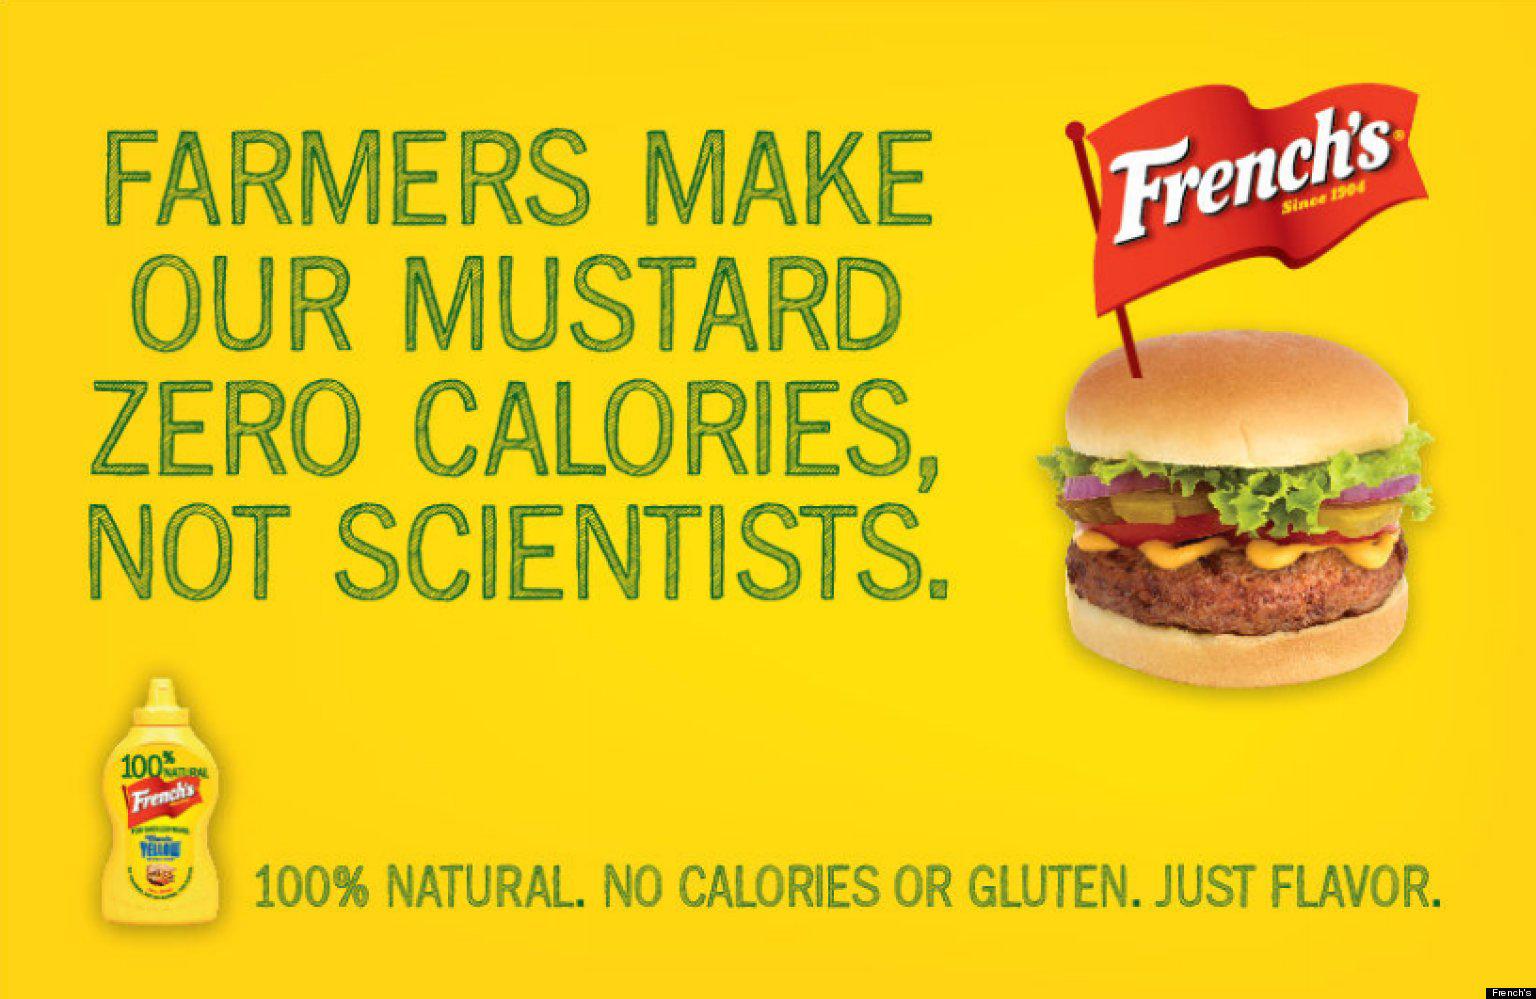 FARMERS MAKE
OUR MUSTARD
ZERO CALORIES,
NOT SCIENTISTS.
French's
Since 1904
100%
NATURAL
French's
YELLOW
100% NATURAL. NO CALORIES OR GLUTEN. JUST FLAVOR.
French's